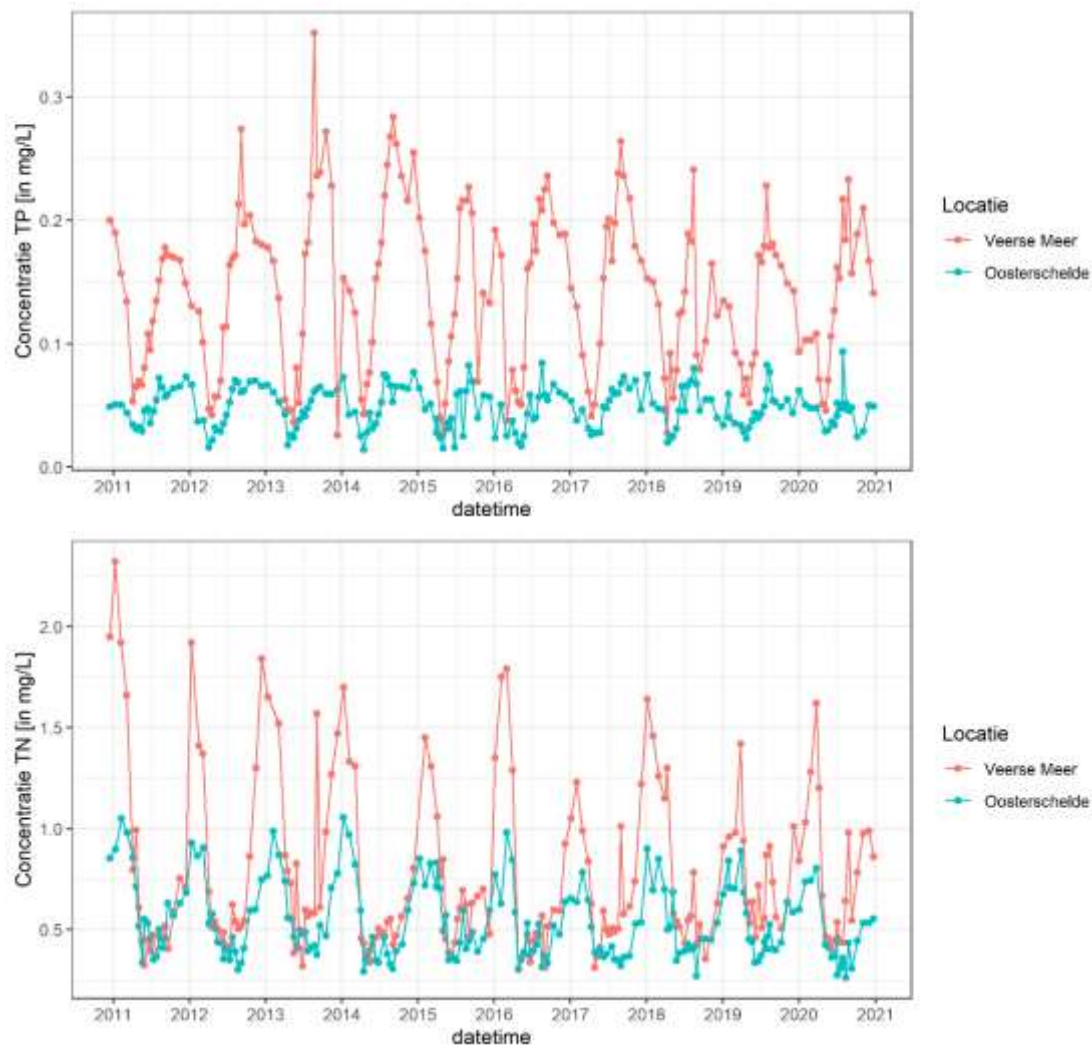 Concentratie TP [in mg/L]
0.3
0.2
0.1
0.0
2011 2012 2013 2014 2015 2016 2017 2018 2019 2020 2021
datetime
Locatie
Veerse Meer
Oosterschelde
Concentratie TN [in mg/L]
2.0
1.5
1.0
0.5
2011 2012 2013 2014 2015 2016 2017 2018 2019 2020 2021
datetime
Locatie
Veerse Meer
Oosterschelde